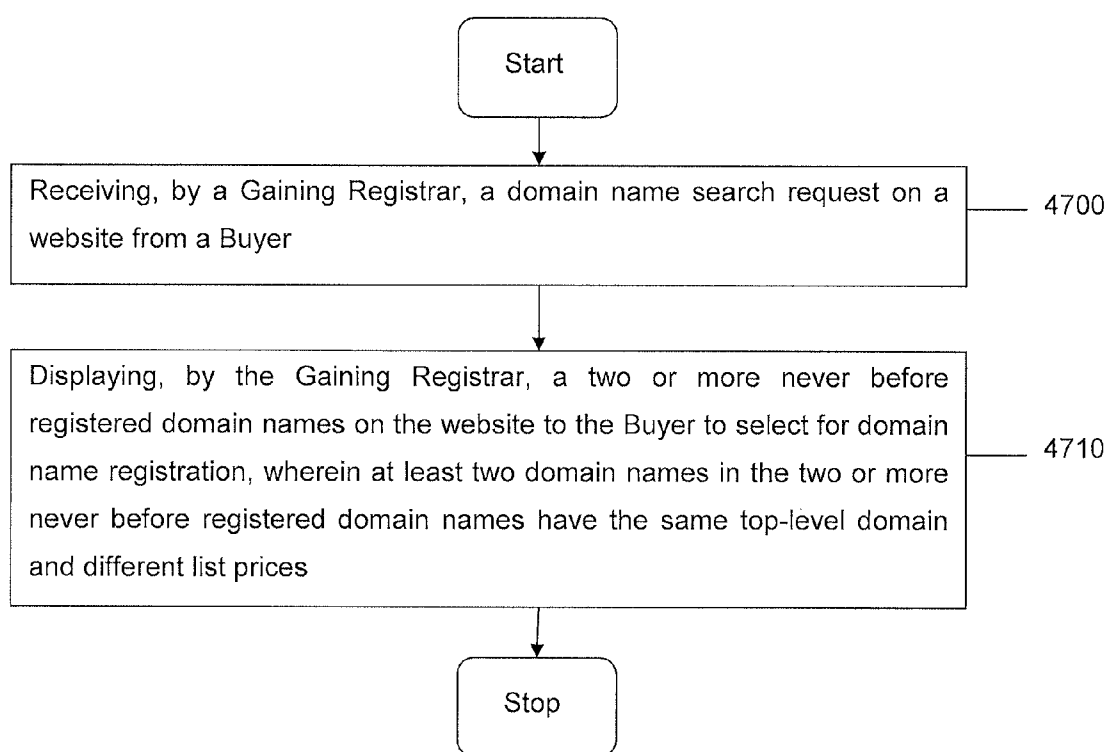 Start
Receiving, by a Gaining Registrar, a domain name search request on a
website from a Buyer
4700
Displaying, by the Gaining Registrar, a two or more never before
registered domain names on the website to the Buyer to select for domain
name registration, wherein at least two domain names in the two or more
never before registered domain names have the same top-level domain
and different list prices
4710
Stop